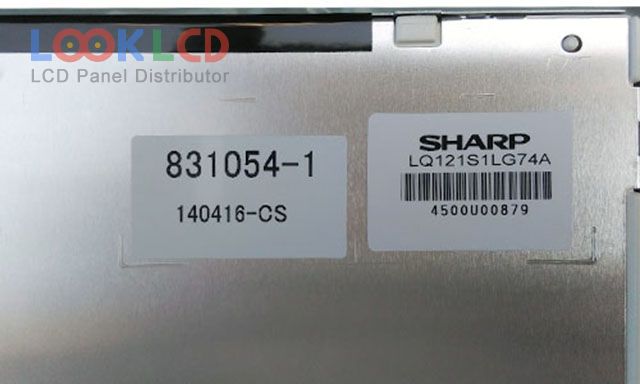 LOOKLCD
LCD Panel Distributor
831054-1
140416-CS
SHARP
LQ121S1LG74A
4500U00879